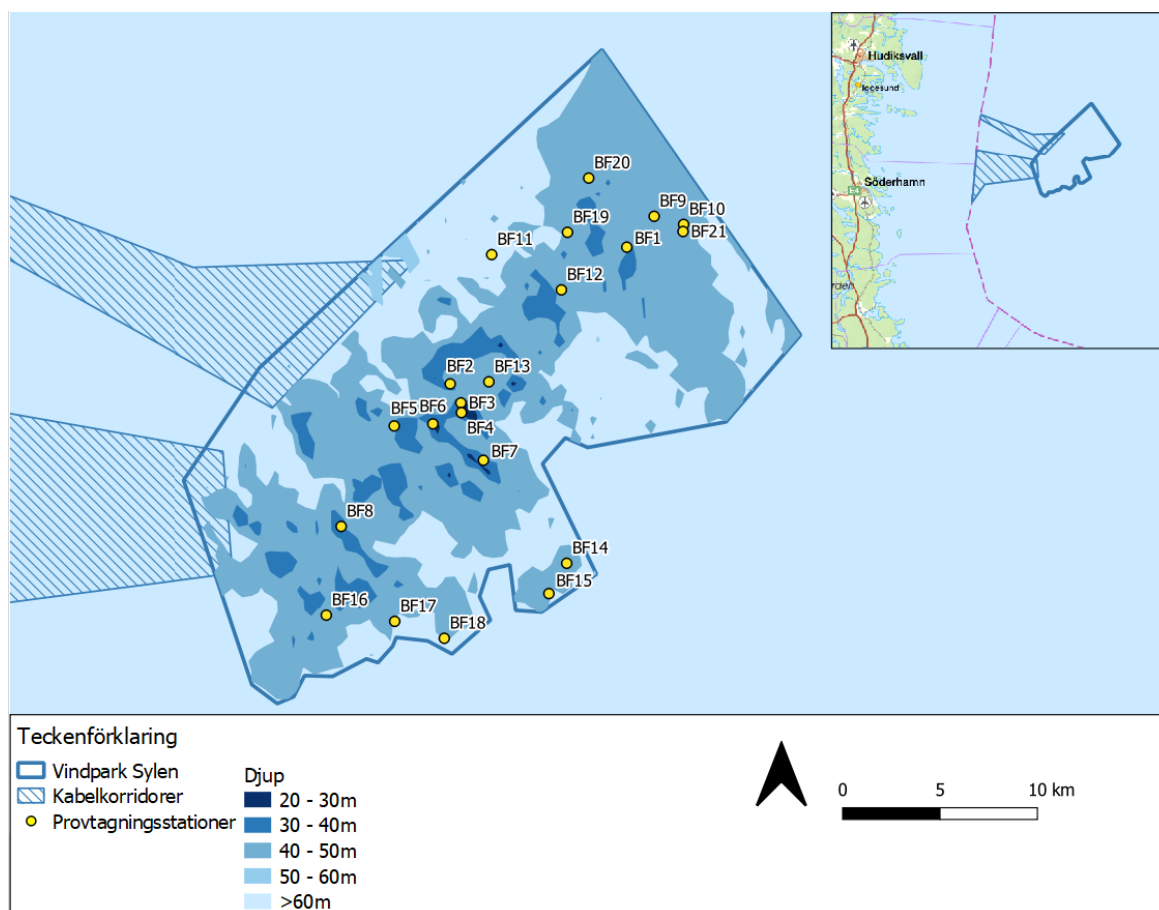 Hudiksvall
Iggesund
Söderhamn
E4
BF20
BF9
BF10
BF19
BF21
BF1
BF11
BF12
BF2
BF13
BF3
BF5
BF6
BF4
BF7
BF8
BF14
BF15
BF16
BF17
BF18
Teckenförklaring
Vindpark Sylen
Kabelkorridorer
Provtagningsstationer
Djup
20 - 30m
30 - 40m
40 - 50m
50 - 60m
>60m
0 5 10 km